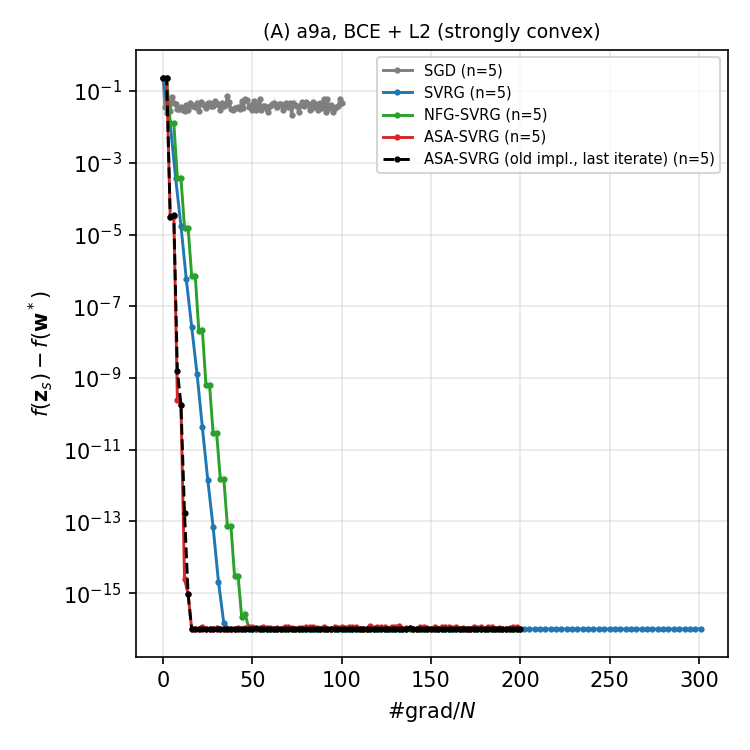 (A) a9a, BCE + L2 (strongly convex)
SGD (n=5)
SVRG (n=5)
NFG-SVRG (n=5)
ASA-SVRG (n=5)
ASA-SVRG (old impl., last iterate) (n=5)
f(z_s) − f(w^*)
10^−1
10^−3
10^−5
10^−7
10^−9
10^−11
10^−13
10^−15
0 50 100 150 200 250 300
#grad/N